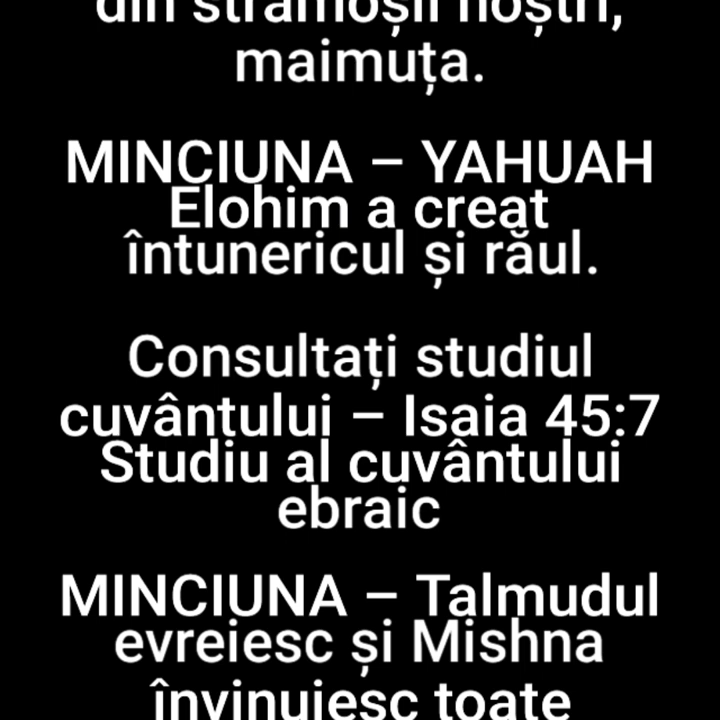 din strămoșii noștri,
maimuța.
MINCIUNA – YAHUAH
Elohim a creat
întunericul și răul.
Consultați studiul
cuvântului – Isaia 45:7
Studiu al cuvântului
ebraic
MINCIUNA – Talmudul
evreiesc și Mishna
învinuiesc toate